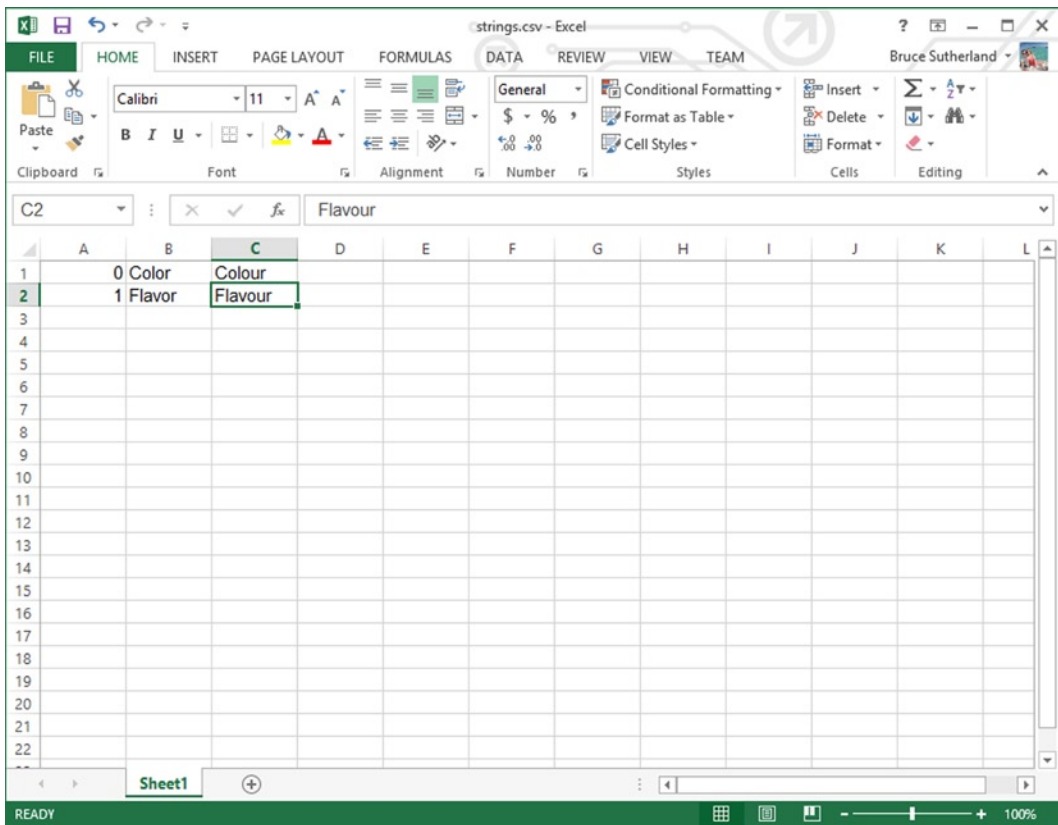 strings.csv - Excel
FILE HOME INSERT PAGE LAYOUT FORMULAS DATA REVIEW VIEW TEAM Bruce Sutherland
Paste
Calibri 11 A A
General
Conditional Formatting
Insert
B I U A
$ % ,
Format as Table
Delete
.00 .00
Cell Styles
Format
Clipboard Font Alignment Number Styles Cells Editing
C2 fx Flavour
A B C D E F G H I J K L
1 0 Color Colour
2 1 Flavor Flavour
3
4
5
6
7
8
9
10
11
12
13
14
15
16
17
18
19
20
21
22
Sheet1
READY 100%